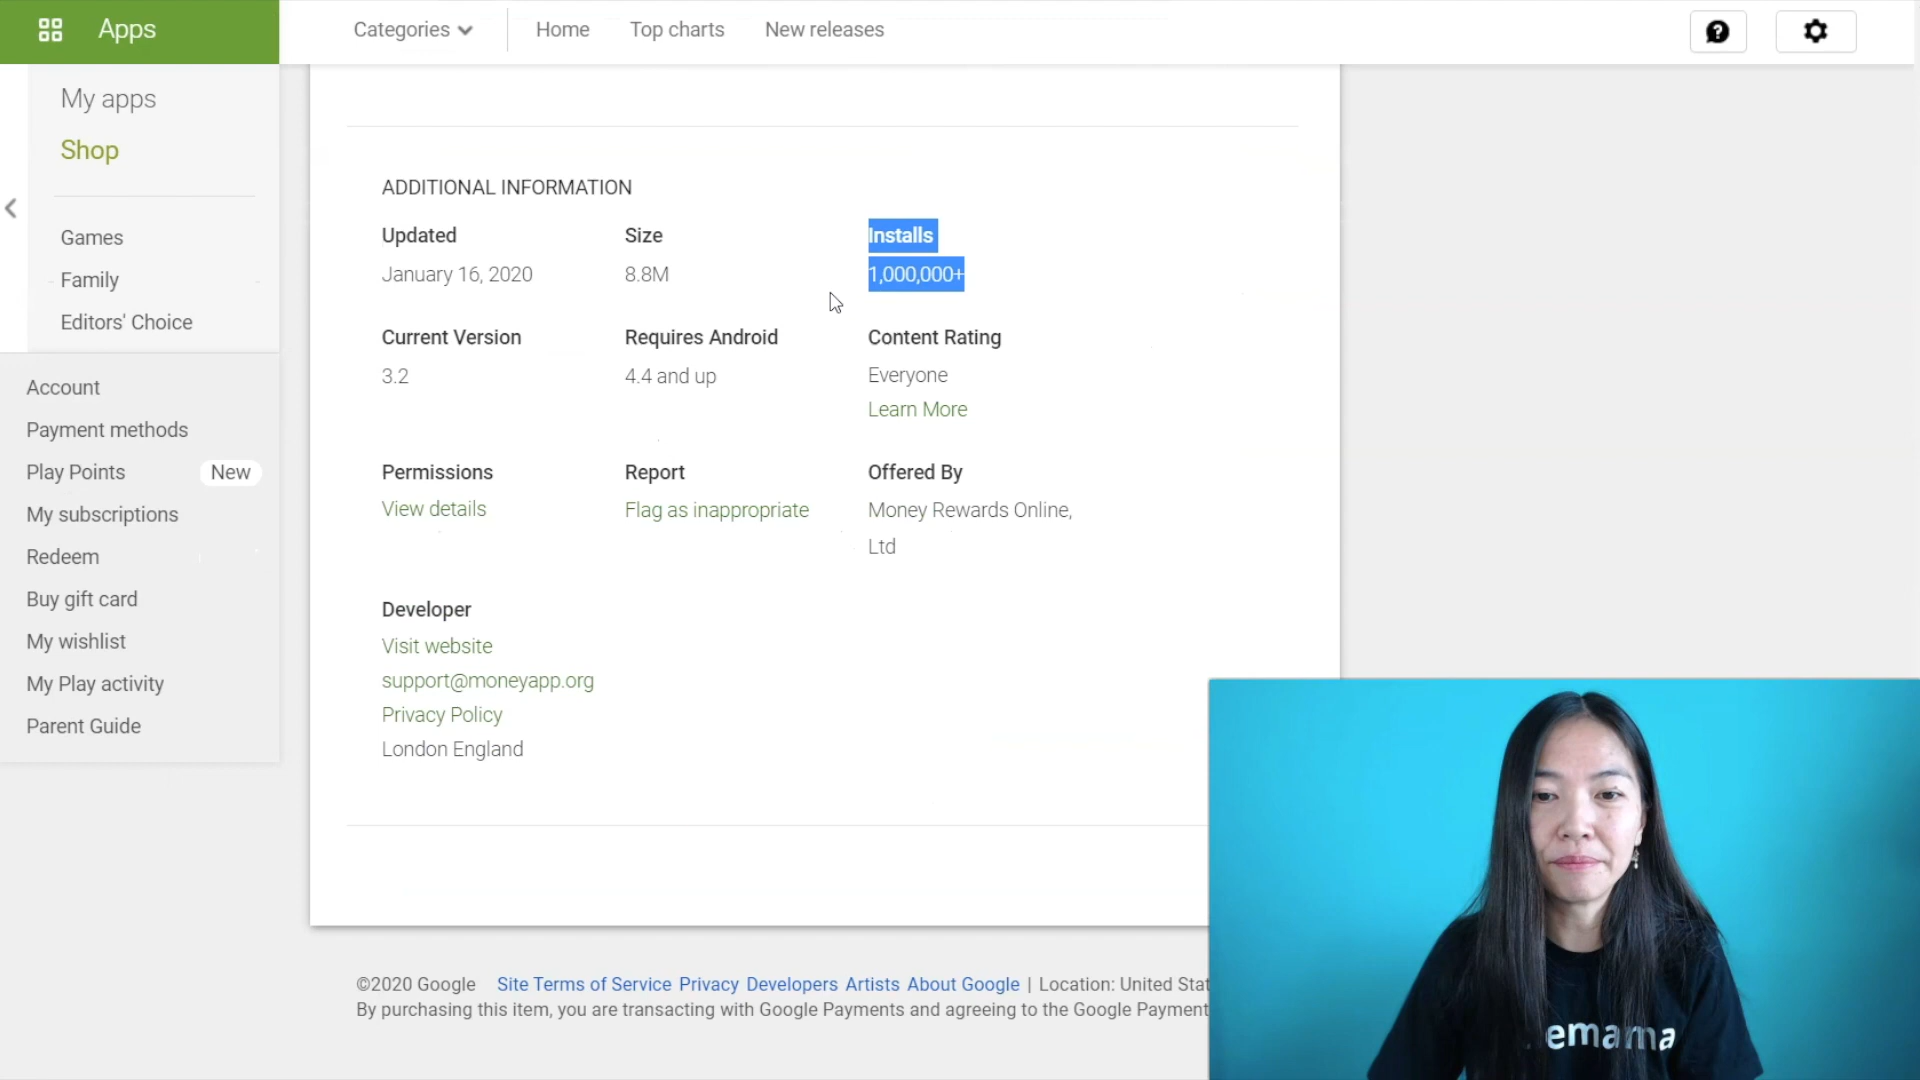 Apps
Categories
Home
Top charts
New releases
My apps
Shop
Games
Family
Editors' Choice
Account
Payment methods
Play Points New
My subscriptions
Redeem
Buy gift card
My wishlist
My Play activity
Parent Guide
ADDITIONAL INFORMATION
Updated
January 16, 2020
Size
8.8M
Installs
1,000,000+
Current Version
3.2
Requires Android
4.4 and up
Content Rating
Everyone
Learn More
Permissions
View details
Report
Flag as inappropriate
Offered By
Money Rewards Online,
Ltd
Developer
Visit website
support@moneyapp.org
Privacy Policy
London England
©2020 Google Site Terms of Service Privacy Developers Artists About Google | Location: United Stat
By purchasing this item, you are transacting with Google Payments and agreeing to the Google Payment